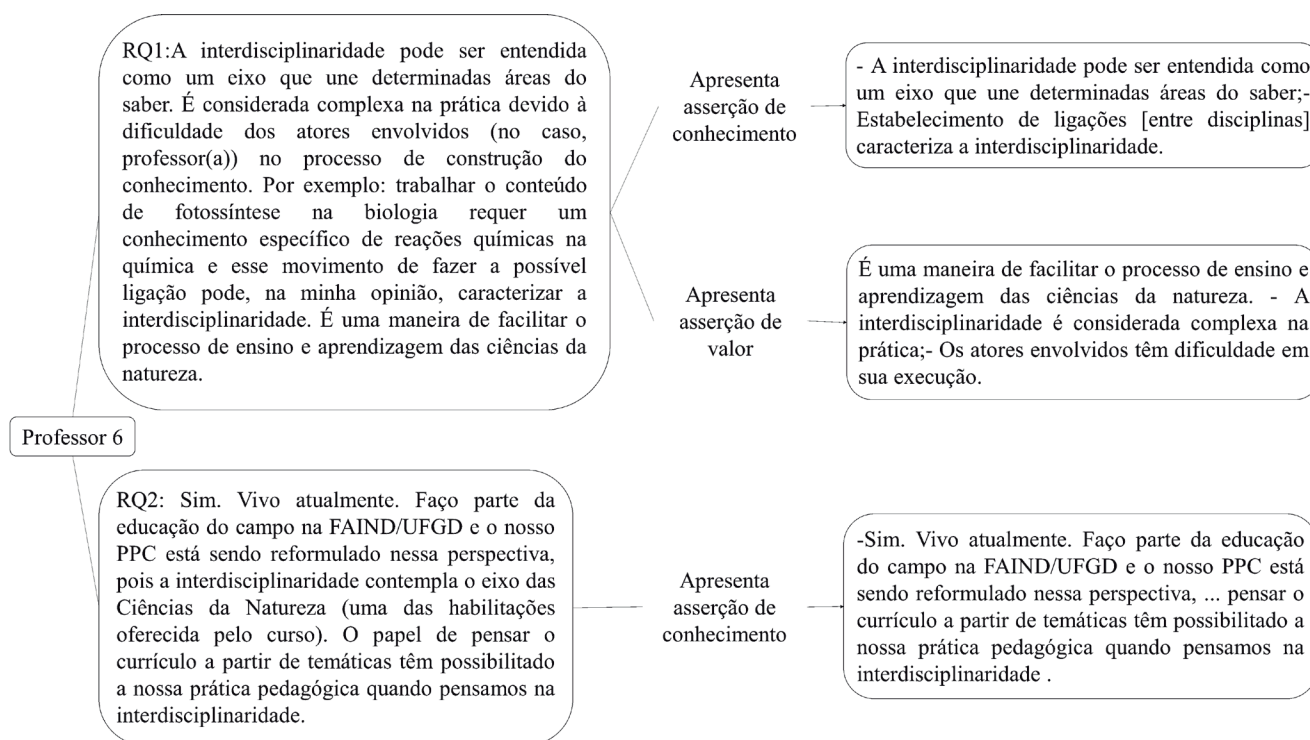 RQ1:A interdisciplinaridade pode ser entendida
como um eixo que une determinadas áreas do
saber. É considerada complexa na prática devido à
dificuldade dos atores envolvidos (no caso,
professor(a)) no processo de construção do
conhecimento. Por exemplo: trabalhar o conteúdo
de fotossíntese na biologia requer um
conhecimento específico de reações químicas na
química e esse movimento de fazer a possível
ligação pode, na minha opinião, caracterizar a
interdisciplinaridade. É uma maneira de facilitar o
processo de ensino e aprendizagem das ciências da
natureza.
Apresenta
asserção de
conhecimento
- A interdisciplinaridade pode ser entendida como
um eixo que une determinadas áreas do saber;-
Estabelecimento de ligações [entre disciplinas]
caracteriza a interdisciplinaridade.
Apresenta
asserção de
valor
É uma maneira de facilitar o processo de ensino e
aprendizagem das ciências da natureza. - A
interdisciplinaridade é considerada complexa na
prática;- Os atores envolvidos têm dificuldade em
sua execução.
Professor 6
RQ2: Sim. Vivo atualmente. Faço parte da
educação do campo na FAIND/UFGD e o nosso
PPC está sendo reformulado nessa perspectiva,
pois a interdisciplinaridade contempla o eixo das
Ciências da Natureza (uma das habilitações
oferecida pelo curso). O papel de pensar o
currículo a partir de temáticas têm possibilitado
a nossa prática pedagógica quando pensamos na
interdisciplinaridade.
Apresenta
asserção de
conhecimento
-Sim. Vivo atualmente. Faço parte da educação
do campo na FAIND/UFGD e o nosso PPC está
sendo reformulado nessa perspectiva, ... pensar o
currículo a partir de temáticas têm possibilitado a
nossa prática pedagógica quando pensamos na
interdisciplinaridade .